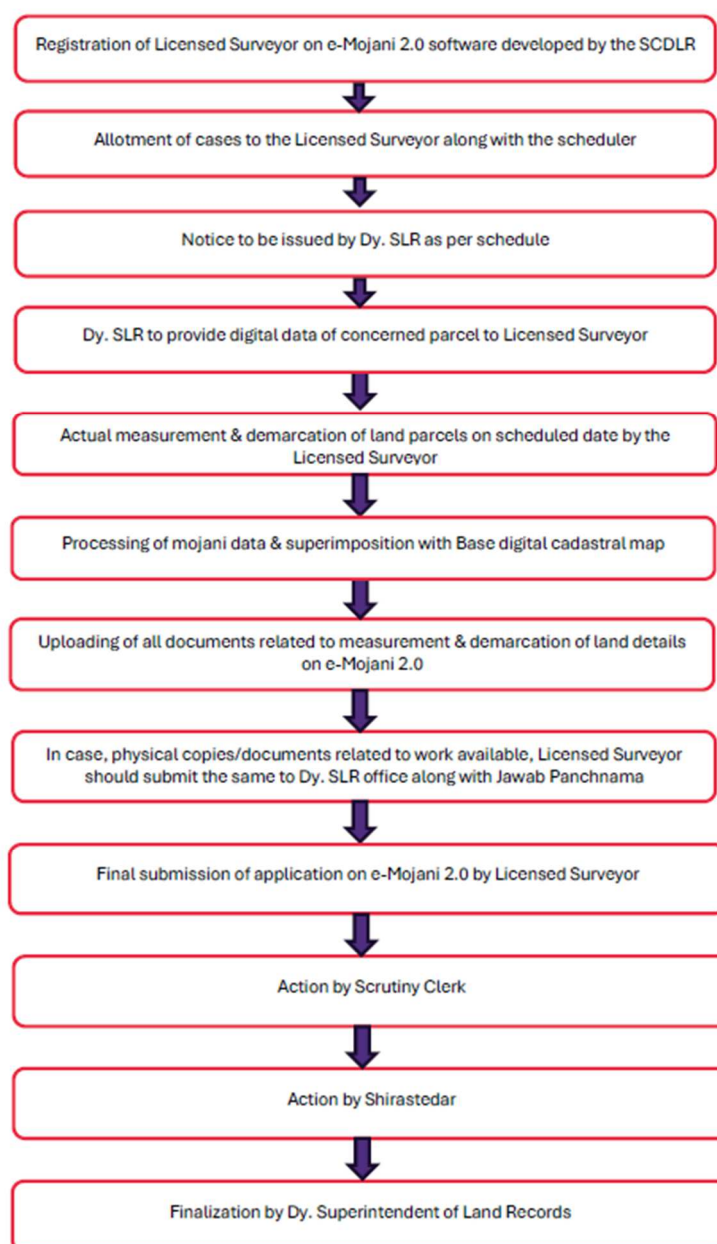 Registration of Licensed Surveyor on e-Mojani 2.0 software developed by the SCDLR
Allotment of cases to the Licensed Surveyor along with the scheduler
Notice to be issued by Dy. SLR as per schedule
Dy. SLR to provide digital data of concerned parcel to Licensed Surveyor
Actual measurement & demarcation of land parcels on scheduled date by the
Licensed Surveyor
Processing of mojani data & superimposition with Base digital cadastral map
Uploading of all documents related to measurement & demarcation of land details
on e-Mojani 2.0
In case, physical copies/documents related to work available, Licensed Surveyor
should submit the same to Dy. SLR office along with Jawab Panchnama
Final submission of application on e-Mojani 2.0 by Licensed Surveyor
Action by Scrutiny Clerk
Action by Shirastedar
Finalization by Dy. Superintendent of Land Records